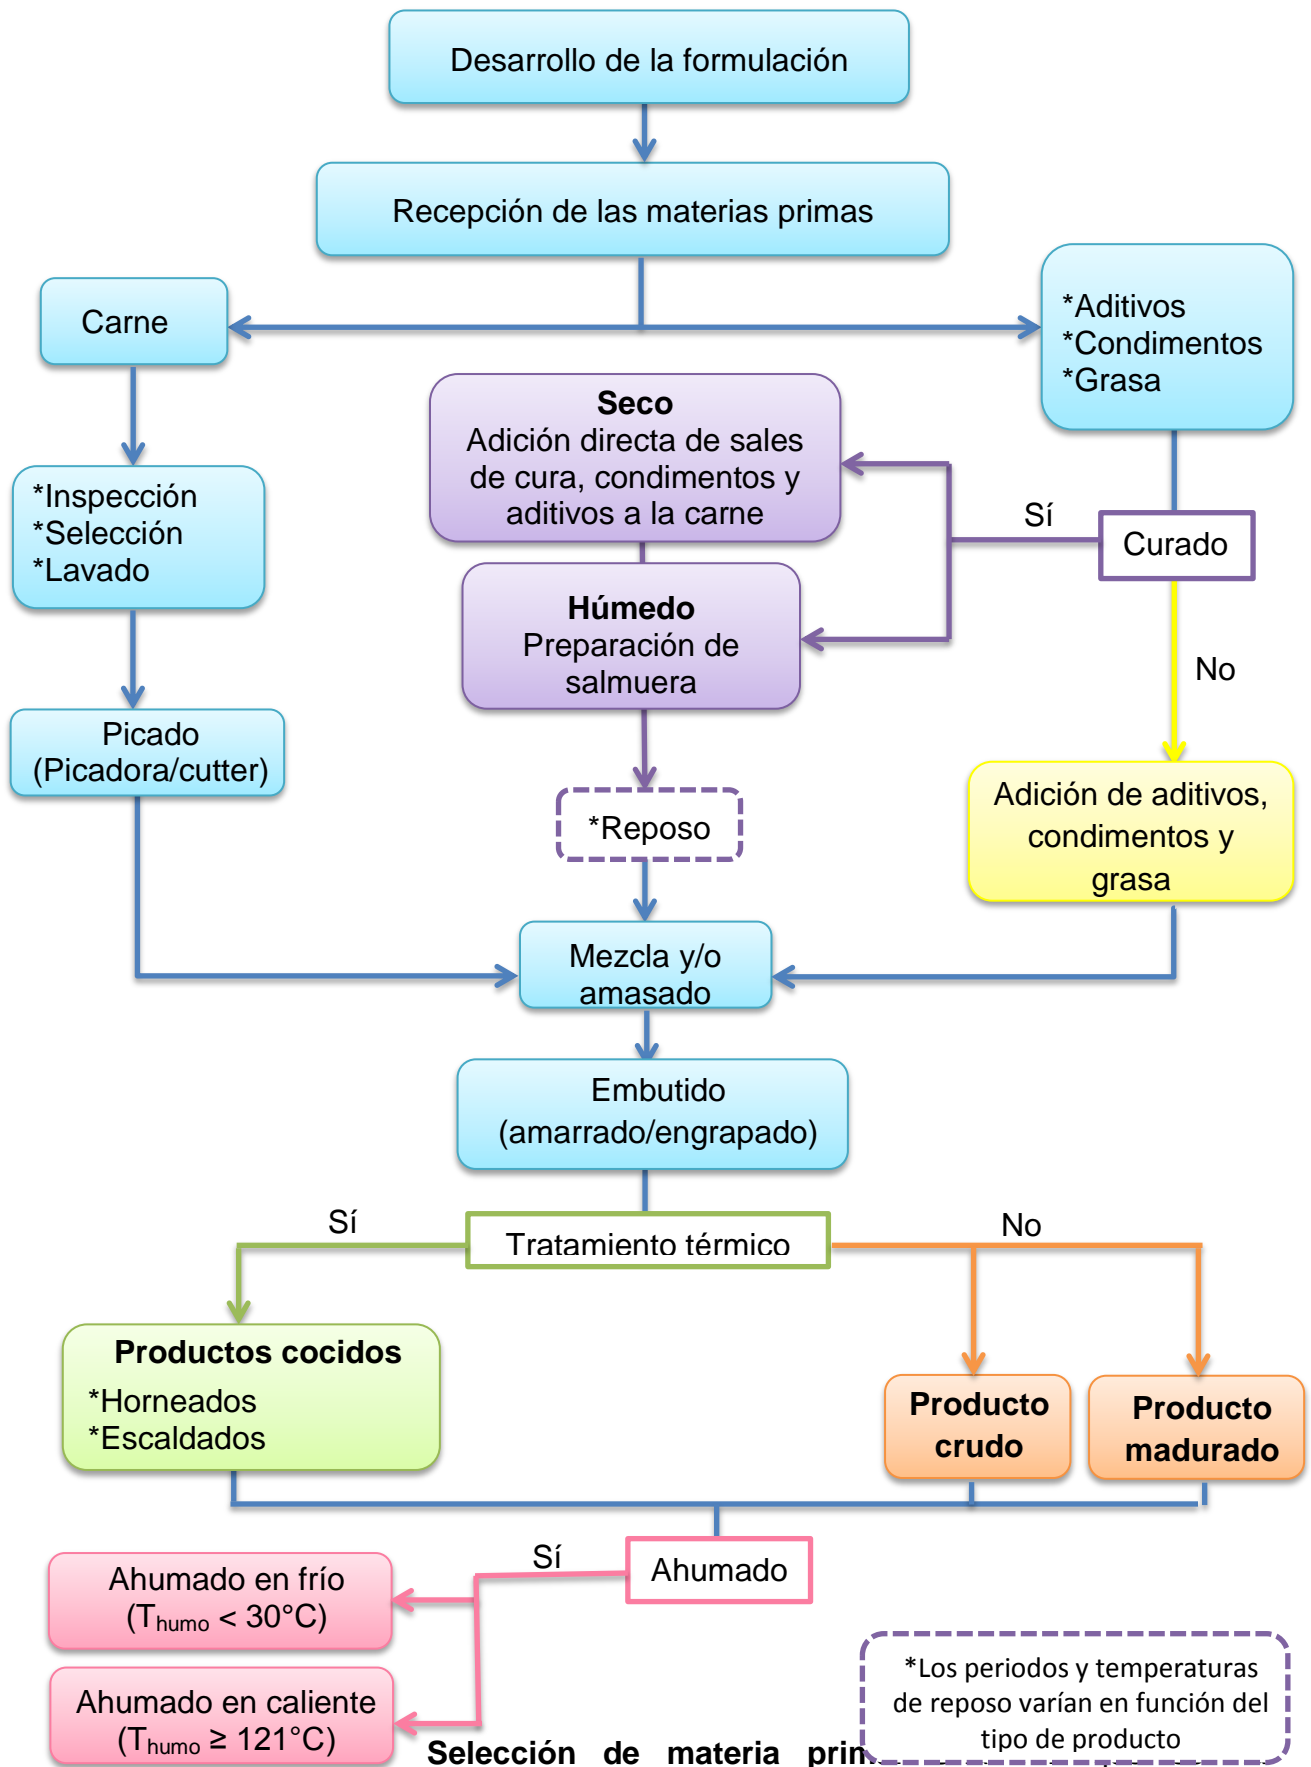 Desarrollo de la formulación
Recepción de las materias primas
Carne
*Aditivos
*Condimentos
*Grasa
Seco
Adición directa de sales
de cura, condimentos y
aditivos a la carne
*Inspección
*Selección
*Lavado
Sí
Curado
Húmedo
Preparación de
salmuera
No
Picado
(Picadora/cutter)
*Reposo
Adición de aditivos,
condimentos y
grasa
Mezcla y/o
amasado
Embutido
(amarrado/engrapado)
Sí
Tratamiento térmico
No
Productos cocidos
*Horneados
*Escaldados
Producto
crudo
Producto
madurado
Sí
Ahumado
Ahumado en frío
(Thumo < 30°C)
Ahumado en caliente
(Thumo ≥ 121°C)
*Los periodos y temperaturas
de reposo varían en función del
tipo de producto
Selección de materia